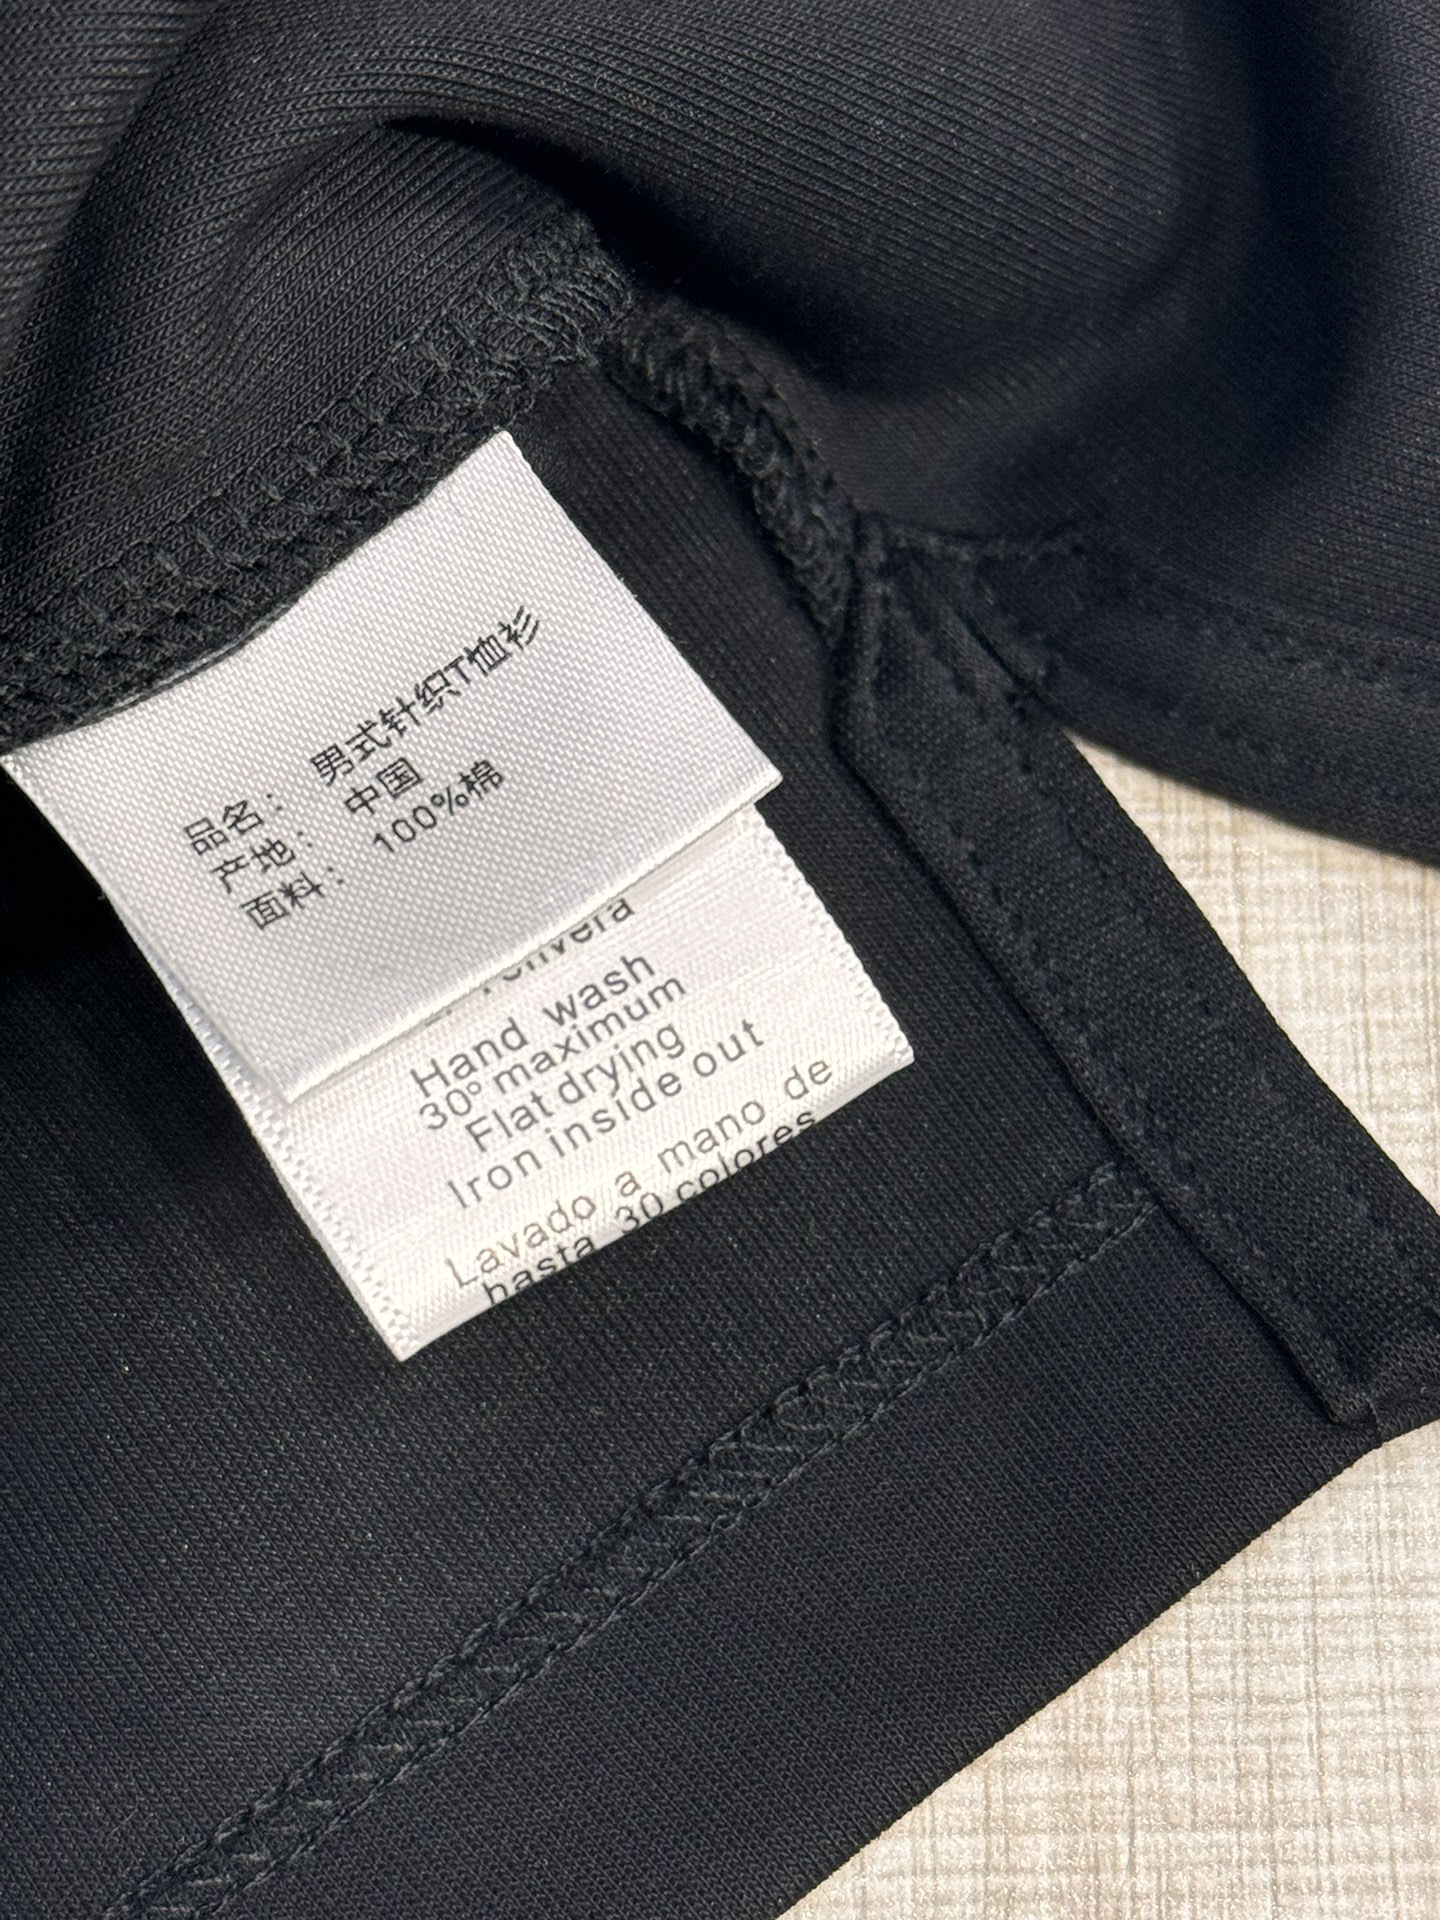 品名： 男式针织T恤衫
产地： 中国
面料： 100%棉
Hand wash
30° maximum
Flat drying
Iron inside out
Lavado a mano de
hasta 30 colores